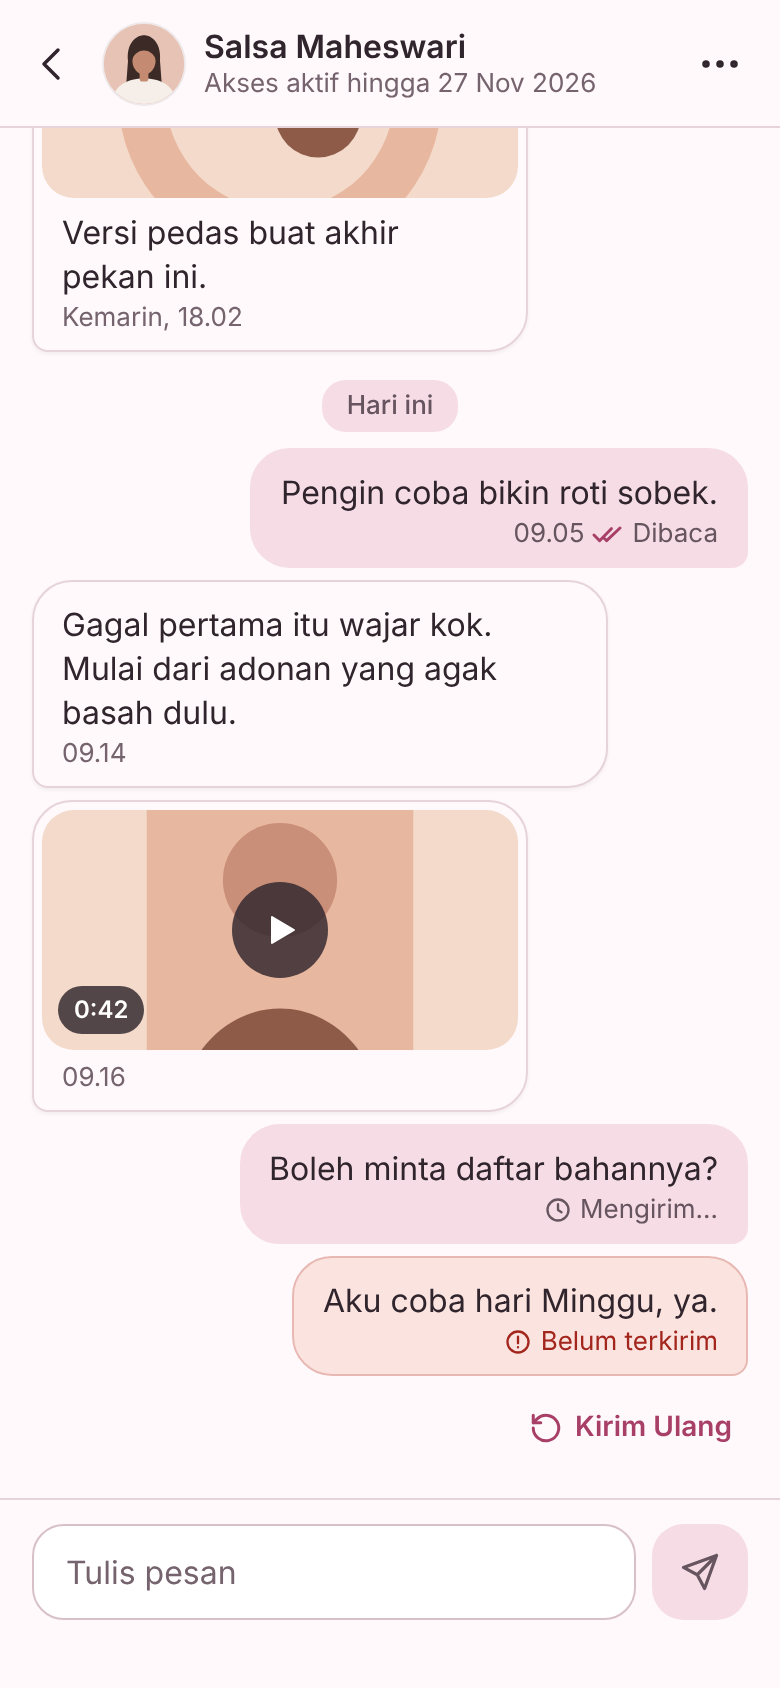 Salsa Maheswari
Akses aktif hingga 27 Nov 2026
Versi pedas buat akhir
pekan ini.
Kemarin, 18.02
Hari ini
Pengin coba bikin roti sobek.
09.05 Dibaca
Gagal pertama itu wajar kok.
Mulai dari adonan yang agak
basah dulu.
09.14
0:42
09.16
Boleh minta daftar bahannya?
Mengirim...
Aku coba hari Minggu, ya.
Belum terkirim
Kirim Ulang
Tulis pesan